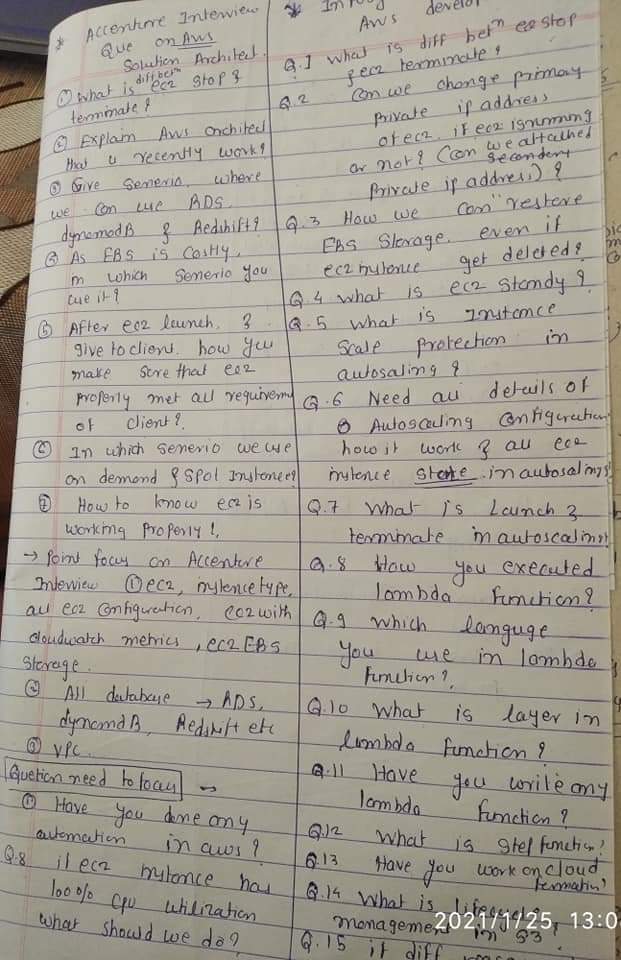 * Accenture Interview
Que on Aws
Solution Architect.
① What is diff betn ec2 stop &
terminate?
② Explain Aws architect
that u recently work?
③ Give Senerio, where
we can use RDS,
dynamodB & Redshift?
④ As EBS is costly,
in which senerio you
use it?
⑤ After ec2 launch, &
give to client. how you
make sore that ec2
properly met all requirem
of client?
⑥ In which senerio we use
on demand & spot Instances?
⑦ How to know ec2 is
working properly!,
→ point focus on Accenture
Interview ① ec2, instence type,
all ec2 configuration, ec2 with
cloudwatch metrics, ec2 EBS
storage.
② All database → RDS,
dynamodB, Redshift etc
③ VPC.
Quetion need to focus →
① Have you done any
automation in aws?
Q.8 if ec2 instence has
100% cpu utilization
what should we do?
* In
Aws develo
Q.1 What is diff betn ec2 stop
& ec2 terminate?
Q.2 Can we change primary
private ip address
of ec2. if ec2 is running
or not? (can we attached
secondary
private ip address)?
Q.3 How we can restore
EBS Storage, even if
ec2 instence get deleted?
Q.4 What is ec2 standy?
Q.5 What is Instance
scale protection in
autosaling?
Q.6 Need all details of
Autoscaling configuration
how it work & all ec2
instence state in autosaling?
Q.7 What is Launch &
terminate in autoscaling?
Q.8 How you executed
lambda function?
Q.9 Which languge
you use in lambda
function?
Q.10 What is layer in
lambda function?
Q.11 Have you write any
lambda function?
Q.12 What is step function?
Q.13 Have you work on cloud
formation?
Q.14 What is lifecycle
management in S3?
Q.15 if diff
2021/1/25, 13:0